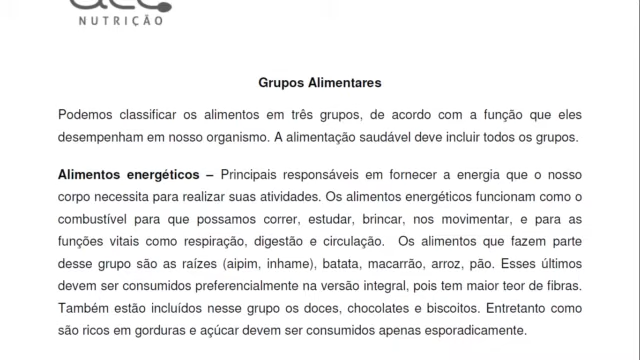 NUTRIÇÃO
Grupos Alimentares
Podemos classificar os alimentos em três grupos, de acordo com a função que eles
desempenham em nosso organismo. A alimentação saudável deve incluir todos os grupos.
Alimentos energéticos – Principais responsáveis em fornecer a energia que o nosso
corpo necessita para realizar suas atividades. Os alimentos energéticos funcionam como o
combustível para que possamos correr, estudar, brincar, nos movimentar, e para as
funções vitais como respiração, digestão e circulação. Os alimentos que fazem parte
desse grupo são as raízes (aipim, inhame), batata, macarrão, arroz, pão. Esses últimos
devem ser consumidos preferencialmente na versão integral, pois tem maior teor de fibras.
Também estão incluídos nesse grupo os doces, chocolates e biscoitos. Entretanto como
são ricos em gorduras e açúcar devem ser consumidos apenas esporadicamente.